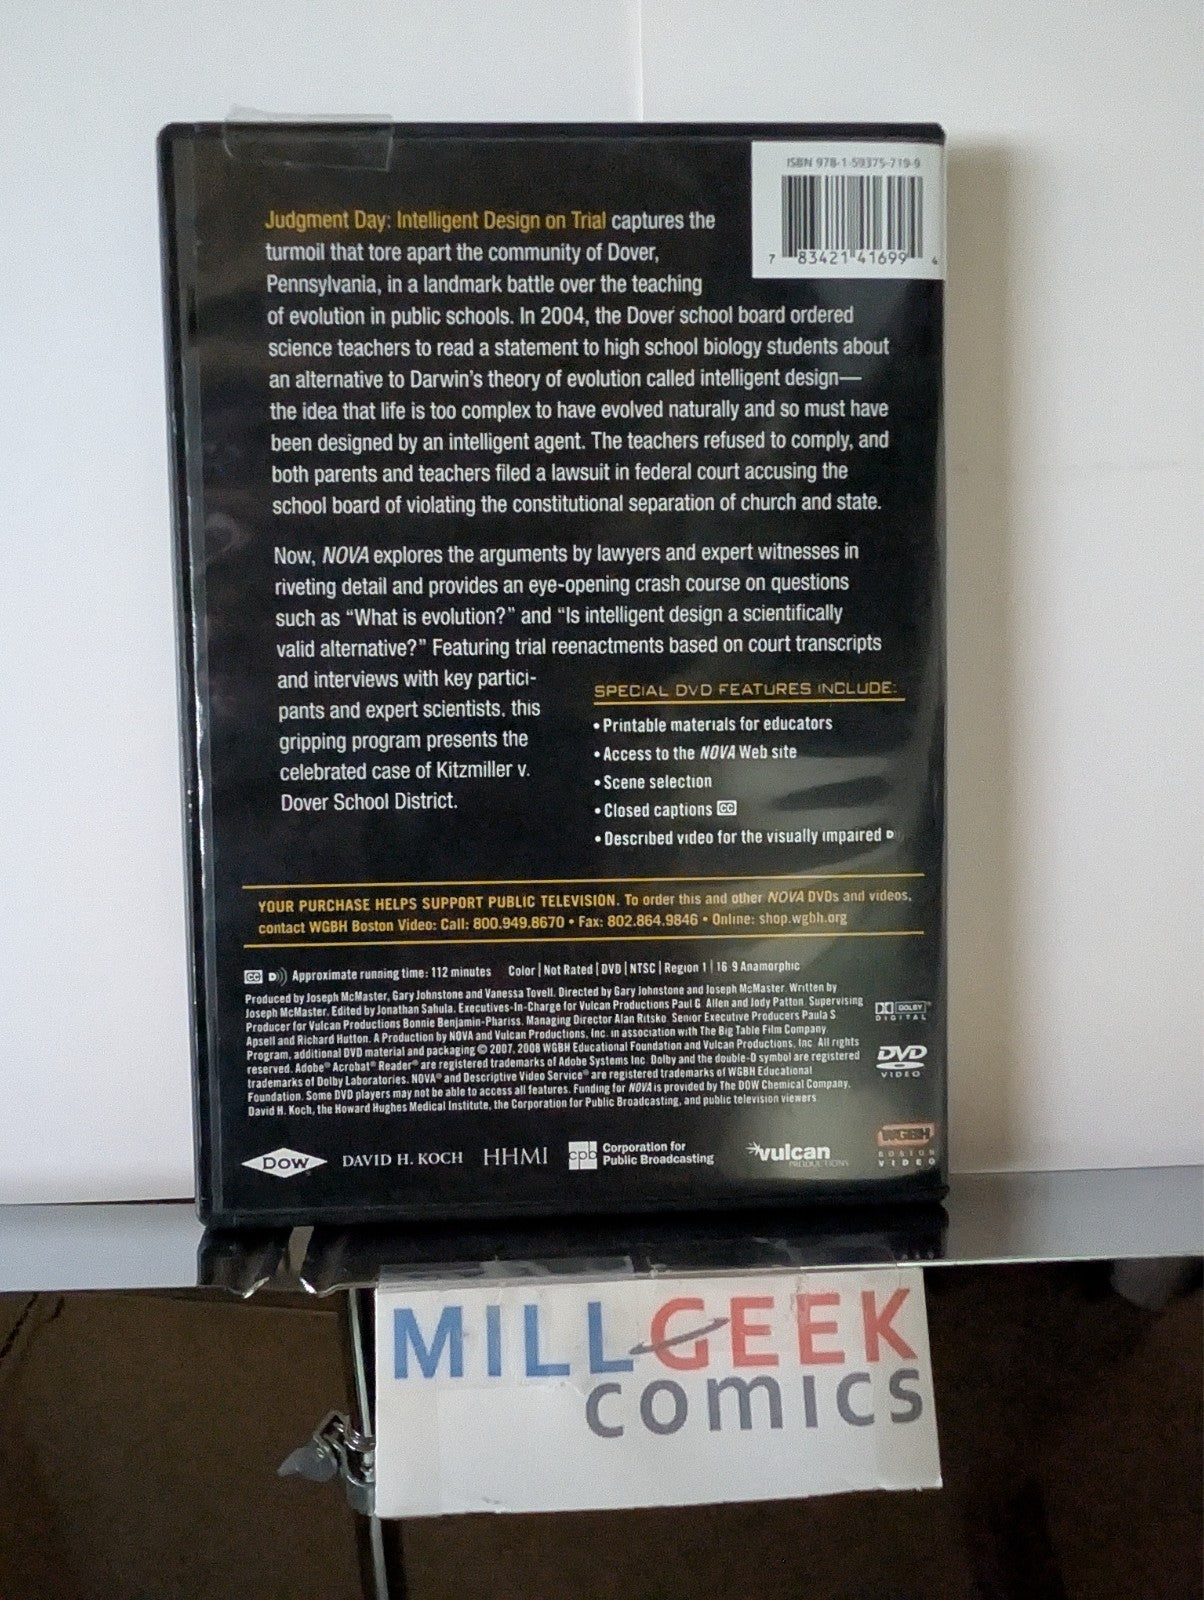 ISBN 978-1-59375-719-9
7 83421 41699 4
Judgment Day: Intelligent Design on Trial captures the
turmoil that tore apart the community of Dover,
Pennsylvania, in a landmark battle over the teaching
of evolution in public schools. In 2004, the Dover school board ordered
science teachers to read a statement to high school biology students about
an alternative to Darwin's theory of evolution called intelligent design—
the idea that life is too complex to have evolved naturally and so must have
been designed by an intelligent agent. The teachers refused to comply, and
both parents and teachers filed a lawsuit in federal court accusing the
school board of violating the constitutional separation of church and state.
Now, NOVA explores the arguments by lawyers and expert witnesses in
riveting detail and provides an eye-opening crash course on questions
such as “What is evolution?” and “Is intelligent design a scientifically
valid alternative?” Featuring trial reenactments based on court transcripts
and interviews with key partici-
pants and expert scientists, this
gripping program presents the
celebrated case of Kitzmiller v.
Dover School District.
SPECIAL DVD FEATURES INCLUDE:
• Printable materials for educators
• Access to the NOVA Web site
• Scene selection
• Closed captions CC
• Described video for the visually impaired D
YOUR PURCHASE HELPS SUPPORT PUBLIC TELEVISION. To order this and other NOVA DVDs and videos,
contact WGBH Boston Video: Call: 800.949.8670 • Fax: 802.864.9846 • Online: shop.wgbh.org
CC D Approximate running time: 112 minutes Color | Not Rated | DVD | NTSC | Region 1 | 16:9 Anamorphic
Produced by Joseph McMaster, Gary Johnstone and Vanessa Tovell. Directed by Gary Johnstone and Joseph McMaster. Written by
Joseph McMaster. Edited by Jonathan Sahula. Executives-In-Charge for Vulcan Productions Paul G. Allen and Jody Patton. Supervising
Producer for Vulcan Productions Bonnie Benjamin-Phariss. Managing Director Alan Ritsko. Senior Executive Producers Paula S.
Apsell and Richard Hutton. A Production by NOVA and Vulcan Productions, Inc. in association with The Big Table Film Company.
Program, additional DVD material and packaging © 2007, 2008 WGBH Educational Foundation and Vulcan Productions, Inc. All rights
reserved. Adobe® Acrobat® Reader® are registered trademarks of Adobe Systems Inc. Dolby and the double-D symbol are registered
trademarks of Dolby Laboratories. NOVA® and Descriptive Video Service® are registered trademarks of WGBH Educational
Foundation. Some DVD players may not be able to access all features. Funding for NOVA is provided by The DOW Chemical Company,
David H. Koch, the Howard Hughes Medical Institute, the Corporation for Public Broadcasting, and public television viewers.
DOLBY
DIGITAL
DVD
VIDEO
DOW
DAVID H. KOCH
HHMI
cpb Corporation for
Public Broadcasting
vulcan
PRODUCTIONS
WGBH
BOSTON
VIDEO
MILLGEEK
comics